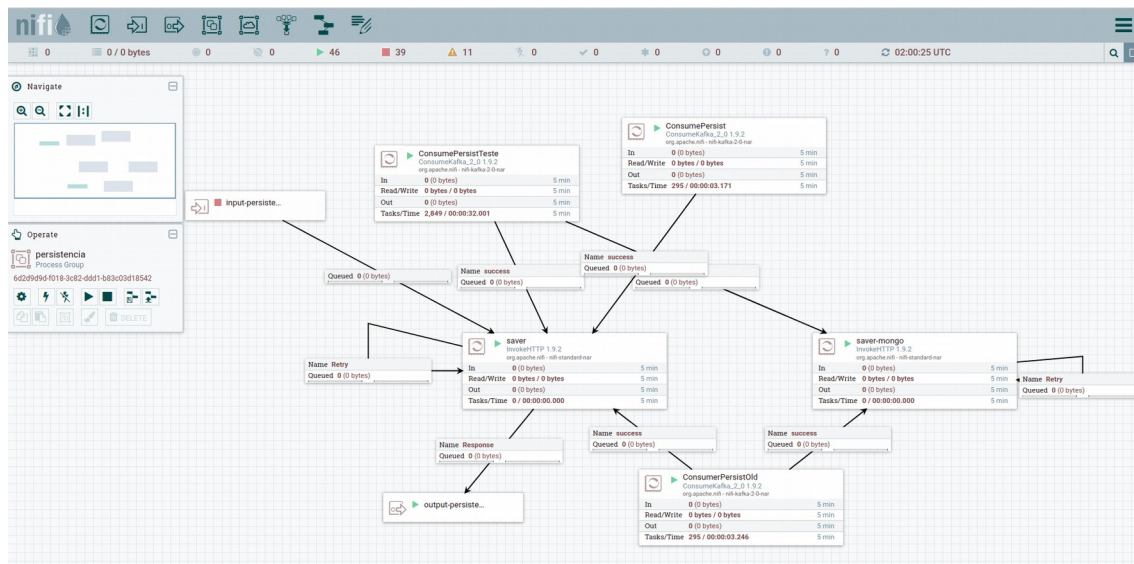 nifi
0
0 / 0 bytes
0
0
46
39
11
0
0
0
0
0
? 0
02:00:25 UTC
Navigate
Operate
persistencia
Process Group
6d2d9d9d-f018-3c82-ddd1-b83c03d18542
DELETE
input-persiste...
ConsumePersistTeste
ConsumeKafka_2_0 1.9.2
org.apache.nifi - nifi-kafka-2-0-nar
In 0 (0 bytes) 5 min
Read/Write 0 bytes / 0 bytes 5 min
Out 0 (0 bytes) 5 min
Tasks/Time 2,849 / 00:00:32.001 5 min
ConsumePersist
ConsumeKafka_2_0 1.9.2
org.apache.nifi - nifi-kafka-2-0-nar
In 0 (0 bytes) 5 min
Read/Write 0 bytes / 0 bytes 5 min
Out 0 (0 bytes) 5 min
Tasks/Time 295 / 00:00:03.171 5 min
Queued 0 (0 bytes)
Name success
Queued 0 (0 bytes)
Name success
Queued 0 (0 bytes)
Queued 0 (0 bytes)
saver
InvokeHTTP 1.9.2
org.apache.nifi - nifi-standard-nar
In 0 (0 bytes) 5 min
Read/Write 0 bytes / 0 bytes 5 min
Out 0 (0 bytes) 5 min
Tasks/Time 0 / 00:00:00.000 5 min
saver-mongo
InvokeHTTP 1.9.2
org.apache.nifi - nifi-standard-nar
In 0 (0 bytes) 5 min
Read/Write 0 bytes / 0 bytes 5 min
Out 0 (0 bytes) 5 min
Tasks/Time 0 / 00:00:00.000 5 min
Name Retry
Queued 0 (0 bytes)
Name Retry
Queued 0 (0 bytes)
Name Response
Queued 0 (0 bytes)
Name success
Queued 0 (0 bytes)
Name success
Queued 0 (0 bytes)
output-persiste...
ConsumerPersistOld
ConsumeKafka_2_0 1.9.2
org.apache.nifi - nifi-kafka-2-0-nar
In 0 (0 bytes) 5 min
Read/Write 0 bytes / 0 bytes 5 min
Out 0 (0 bytes) 5 min
Tasks/Time 295 / 00:00:03.246 5 min